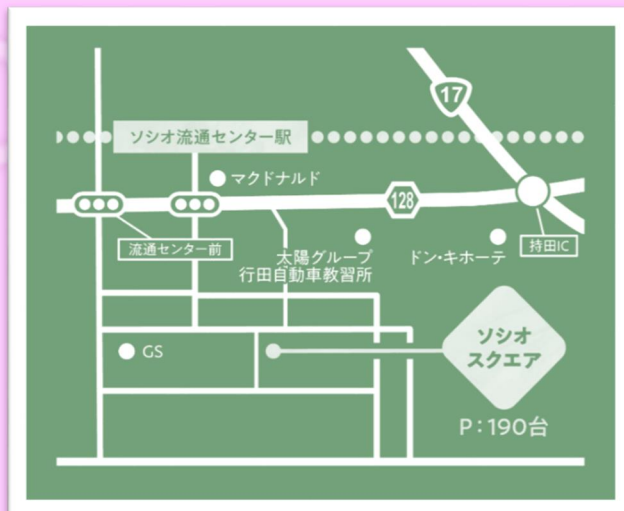 17
ソシオ流通センター駅
マクドナルド
128
流通センター前
太陽グループ
行田自動車教習所
ドン・キホーテ
持田IC
GS
ソシオ
スクエア
P：190台